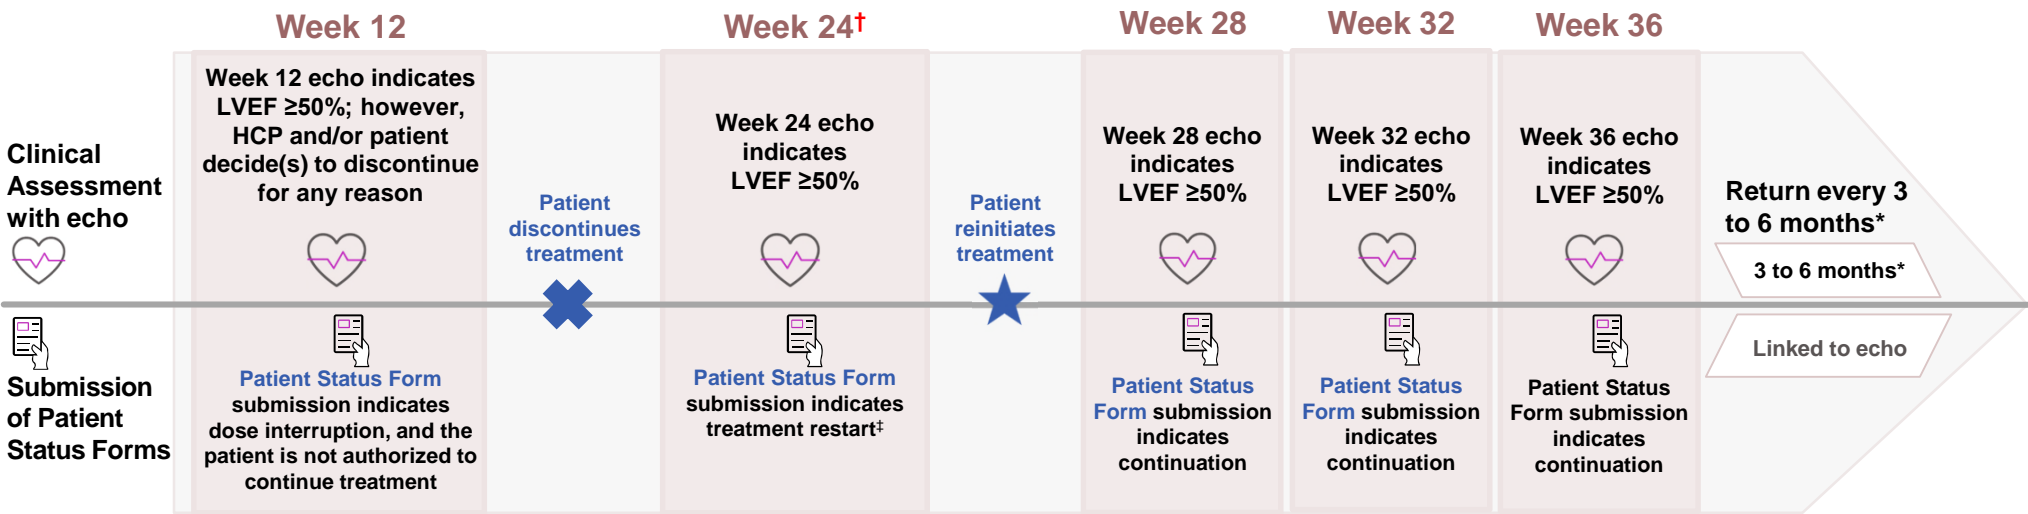 Week 12
Week 24†
Week 28
Week 32
Week 36
Clinical
Assessment
with echo
Week 12 echo indicates
LVEF ≥50%; however,
HCP and/or patient
decide(s) to discontinue
for any reason
Patient
discontinues
treatment
Week 24 echo
indicates
LVEF ≥50%
Patient
reinitiates
treatment
Week 28 echo
indicates
LVEF ≥50%
Week 32 echo
indicates
LVEF ≥50%
Week 36 echo
indicates
LVEF ≥50%
Return every 3
to 6 months*
3 to 6 months*
Submission
of Patient
Status Forms
Patient Status Form
submission indicates
dose interruption, and the
patient is not authorized to
continue treatment
Patient Status Form
submission indicates
treatment restart‡
Patient Status
Form submission
indicates
continuation
Patient Status
Form submission
indicates
continuation
Patient Status
Form submission
indicates
continuation
Linked to echo